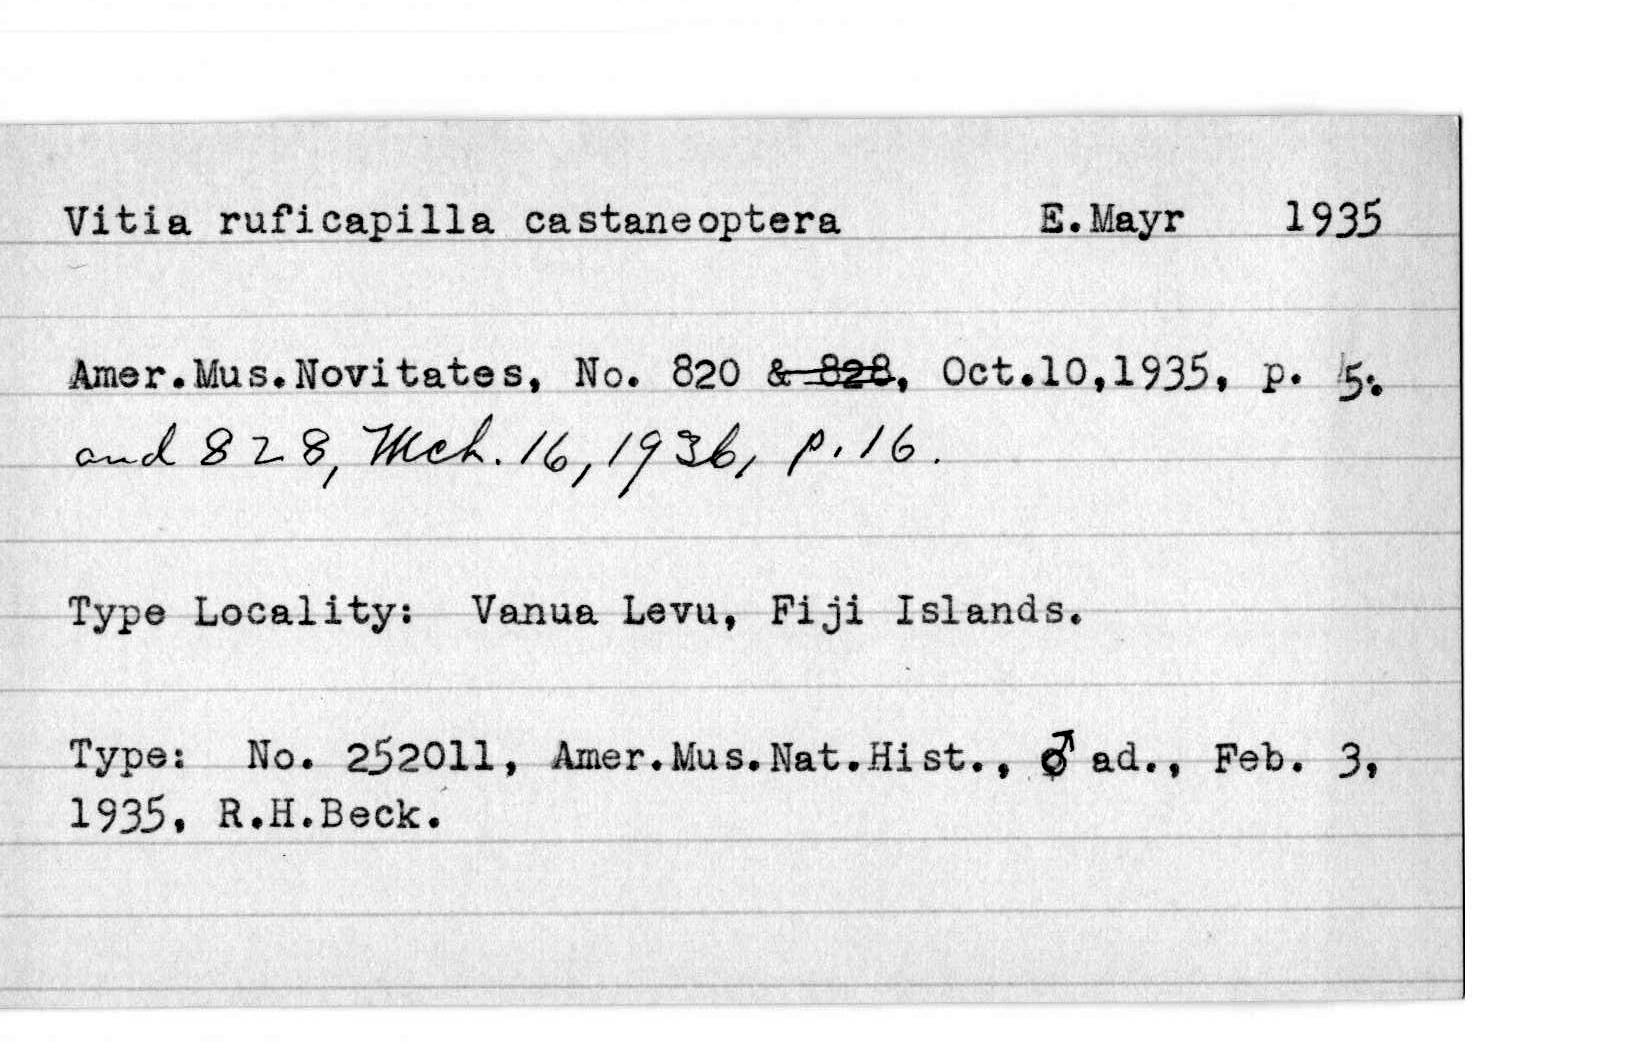 Vitia ruficapilla castaneoptera E.Mayr 1935
Amer.Mus.Novitates, No. 820 & 828, Oct.10,1935, p. 5.
and 828, Mch. 16, 1936, p. 16.
Type Locality: Vanua Levu, Fiji Islands.
Type: No. 252011, Amer.Mus.Nat.Hist., ♂ ad., Feb. 3,
1935, R.H.Beck.